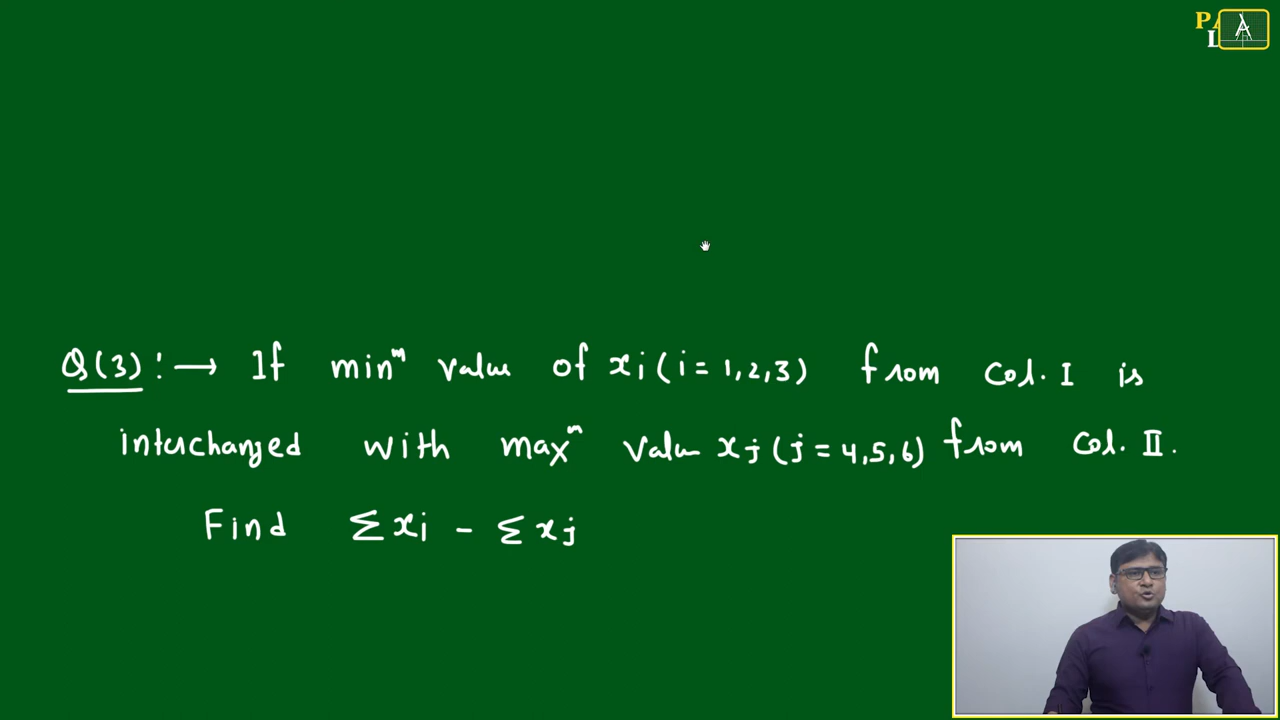 PA
L
Q(3) :→ If minᵐ value of xi (i = 1,2,3) from Col. I is
interchanged with maxᵐ value xj (j = 4,5,6) from Col. II.
Find Σxi - Σxj